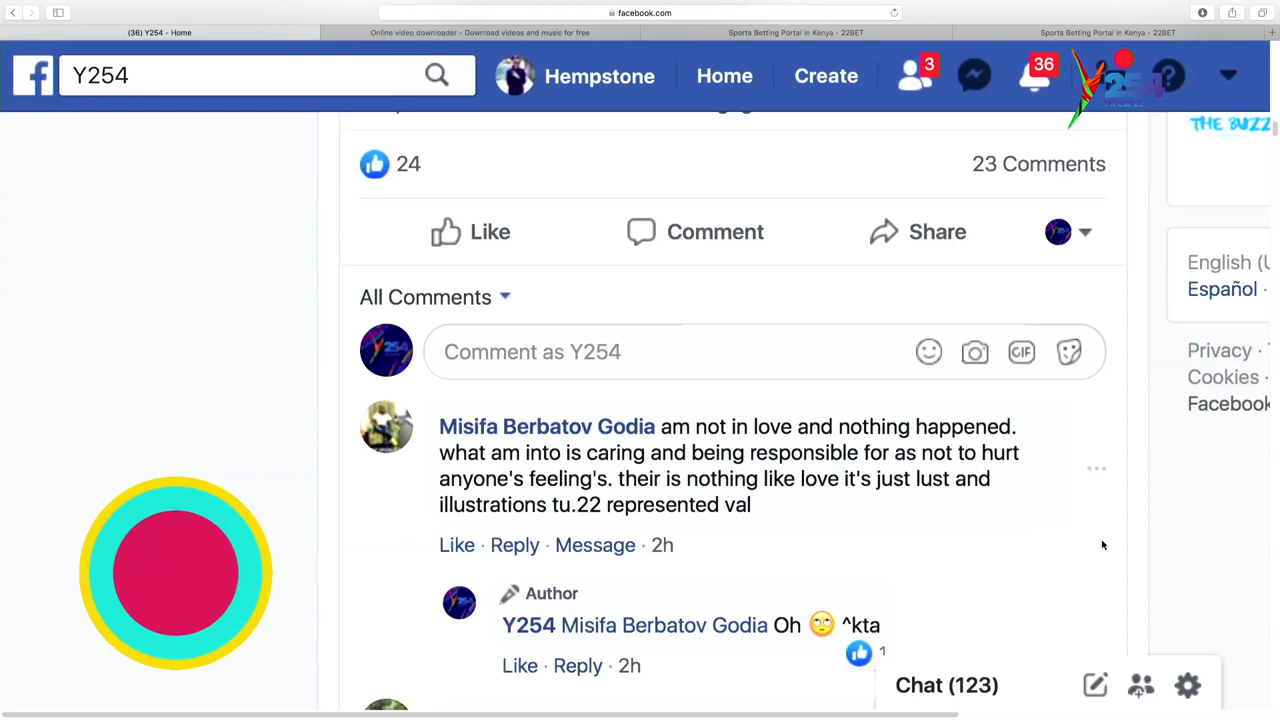 facebook.com
(36) Y254 - Home
Online video downloader - Download videos and music for free
Sports Betting Portal in Kenya - 22BET
Sports Betting Portal in Kenya - 22BET
Y254
Hempstone
Home
Create
3
36
Y254
THE BUZZ
24
23 Comments
Like
Comment
Share
English (U
Español ·
All Comments
Comment as Y254
GIF
Privacy ·
Cookies ·
Facebook
Misifa Berbatov Godia am not in love and nothing happened.
what am into is caring and being responsible for as not to hurt
anyone's feeling's. their is nothing like love it's just lust and
illustrations tu.22 represented val
Like · Reply · Message · 2h
Author
Y254 Misifa Berbatov Godia Oh 🙄 ^kta
1
Like · Reply · 2h
Chat (123)